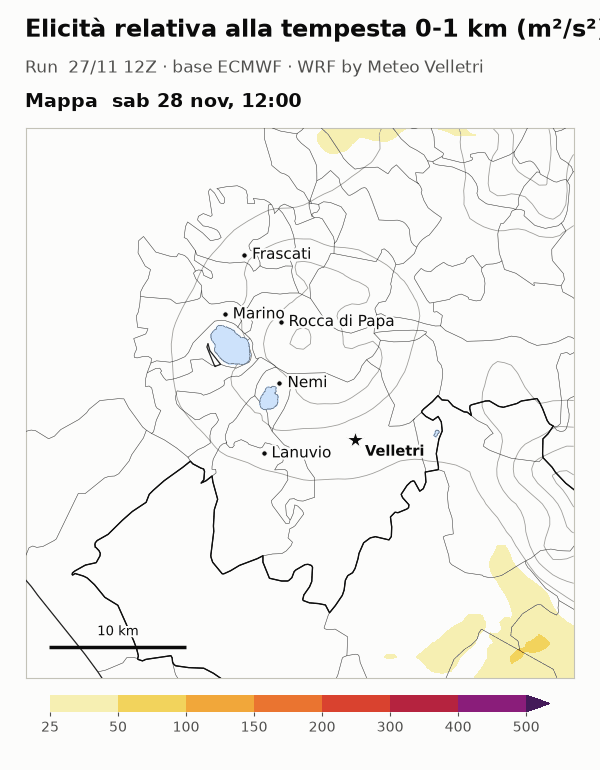 Elicità relativa alla tempesta 0-1 km (m²/s²)
Run  27/11 12Z · base ECMWF · WRF by Meteo Velletri
Mappa  sab 28 nov, 12:00
Frascati
Marino
Rocca di Papa
Nemi
Velletri
Lanuvio
10 km
25 50 100 150 200 300 400 500